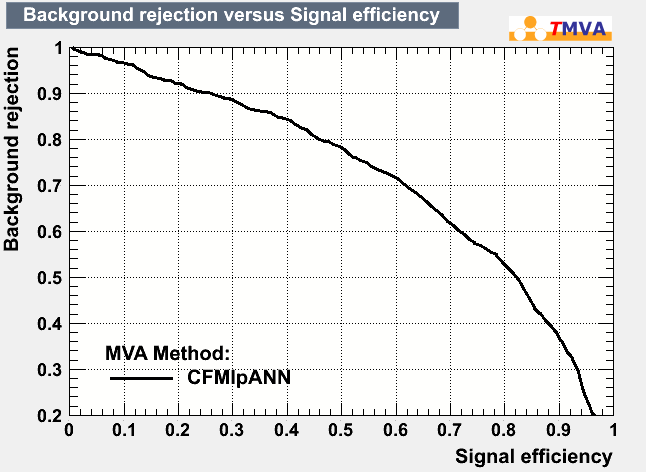 Background rejection versus Signal efficiency
TMVA
Background rejection
1
0.9
0.8
0.7
0.6
0.5
0.4
0.3
0.2
MVA Method:
CFMlpANN
0 0.1 0.2 0.3 0.4 0.5 0.6 0.7 0.8 0.9 1
Signal efficiency